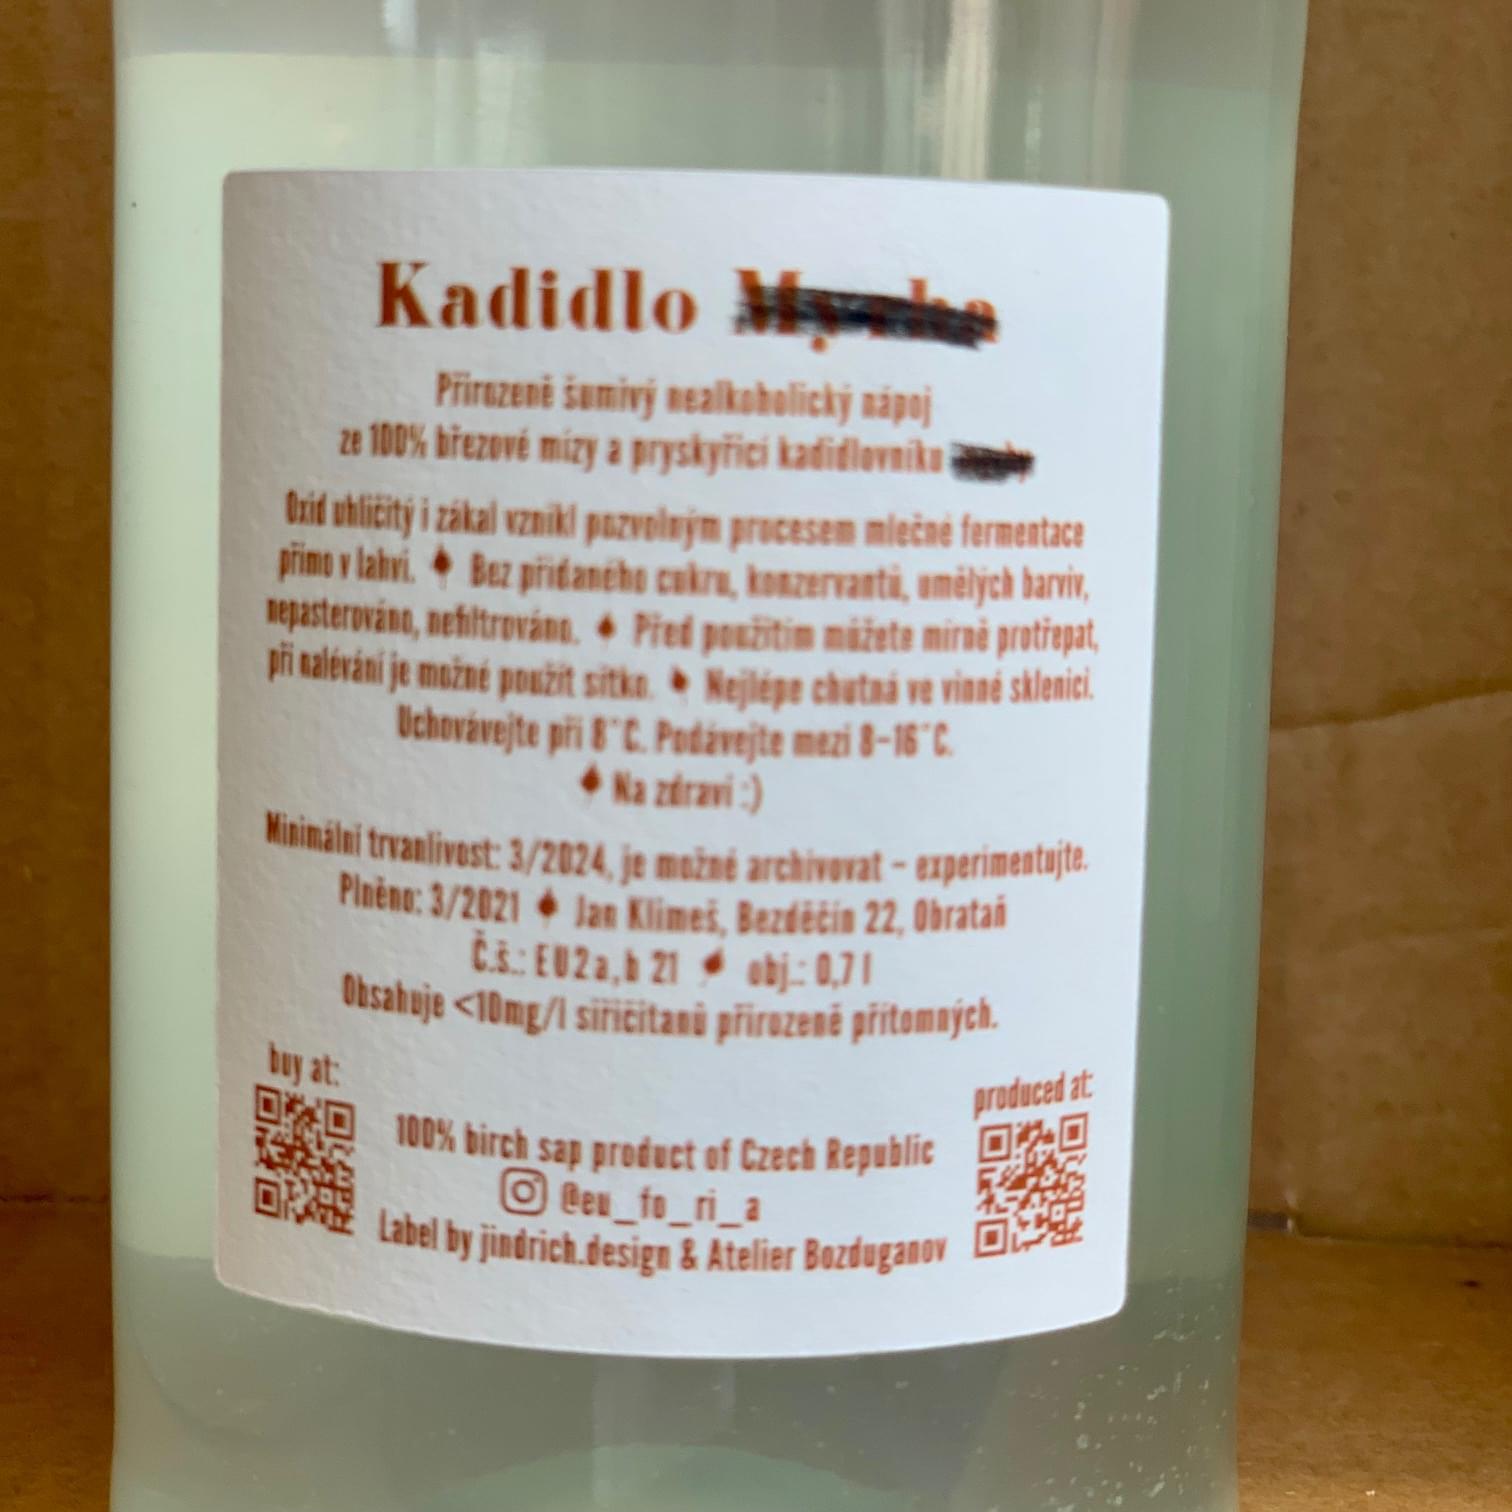 Kadidlo
Přirozeně šumivý nealkoholický nápoj
ze 100% březové mízy a pryskyřicí kadidlovníku
Oxid uhličitý i zákal vznikl pozvolným procesem mléčné fermentace
přímo v lahvi. Bez přidaného cukru, konzervantů, umělých barviv,
nepasterováno, nefiltrováno. Před použitím můžete mírně protřepat,
při nalévání je možné použít sítko. Nejlépe chutná ve vinné sklenici.
Uchovávejte při 8°C. Podávejte mezi 8-16°C.
Na zdraví :)
Minimální trvanlivost: 3/2024, je možné archivovat - experimentujte.
Plněno: 3/2021 Jan Klimeš, Bezděčín 22, Obrataň
Č.š.: EU2a,b 21 obj.: 0,7 l
Obsahuje <10mg/l siřičitanů přirozeně přítomných.
buy at:
produced at:
100% birch sap product of Czech Republic
@eu_fo_ri_a
Label by jindrich.design & Atelier Bozduganov